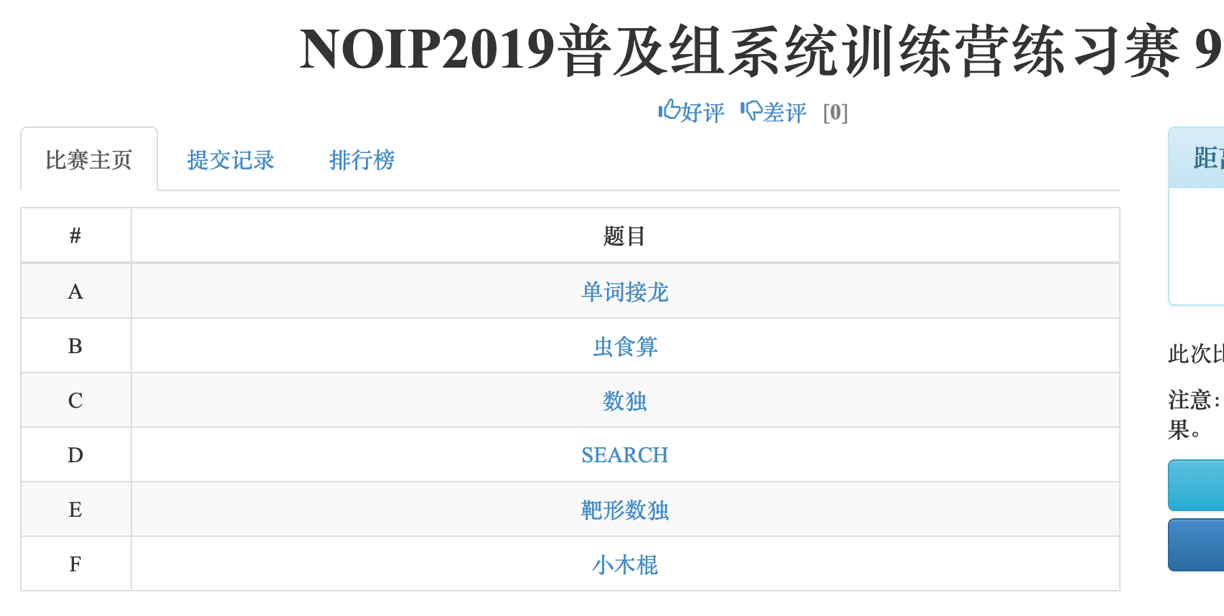 NOIP2019普及组系统训练营练习赛 9
好评 差评 [0]
比赛主页 提交记录 排行榜
# 题目
A 单词接龙
B 虫食算
C 数独
D SEARCH
E 靶形数独
F 小木棍
此次
注意：
果。